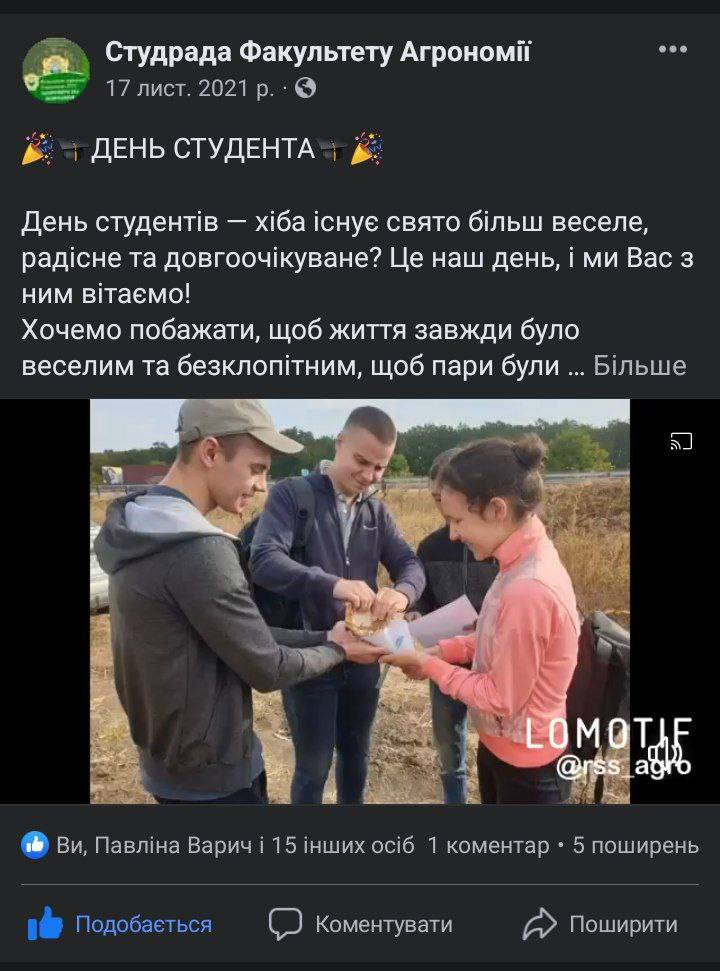 Студрада Факультету Агрономії
17 лист. 2021 р. ·
🎉🎓ДЕНЬ СТУДЕНТА🎓🎉
День студентів — хіба існує свято більш веселе,
радісне та довгоочікуване? Це наш день, і ми Вас з
ним вітаємо!
Хочемо побажати, щоб життя завжди було
веселим та безклопітним, щоб пари були ... Більше
LOMOTIF
@rss_agro
Ви, Павліна Варич і 15 інших осіб 1 коментар • 5 поширень
Подобається Коментувати Поширити